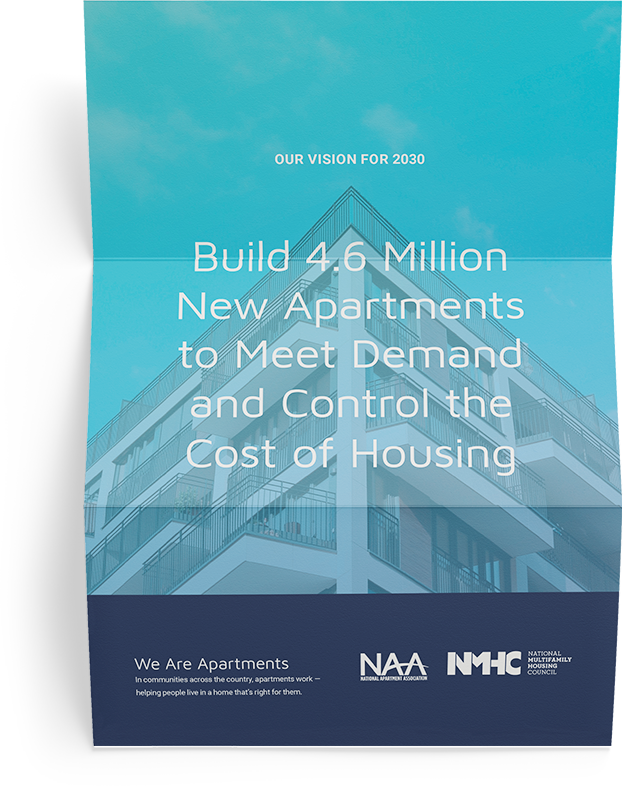 OUR VISION FOR 2030
Build 4.6 Million
New Apartments
to Meet Demand
and Control the
Cost of Housing
We Are Apartments
In communities across the country, apartments work –
helping people live in a home that's right for them.
NAA
NATIONAL APARTMENT ASSOCIATION
NMHC
NATIONAL
MULTIFAMILY
HOUSING
COUNCIL